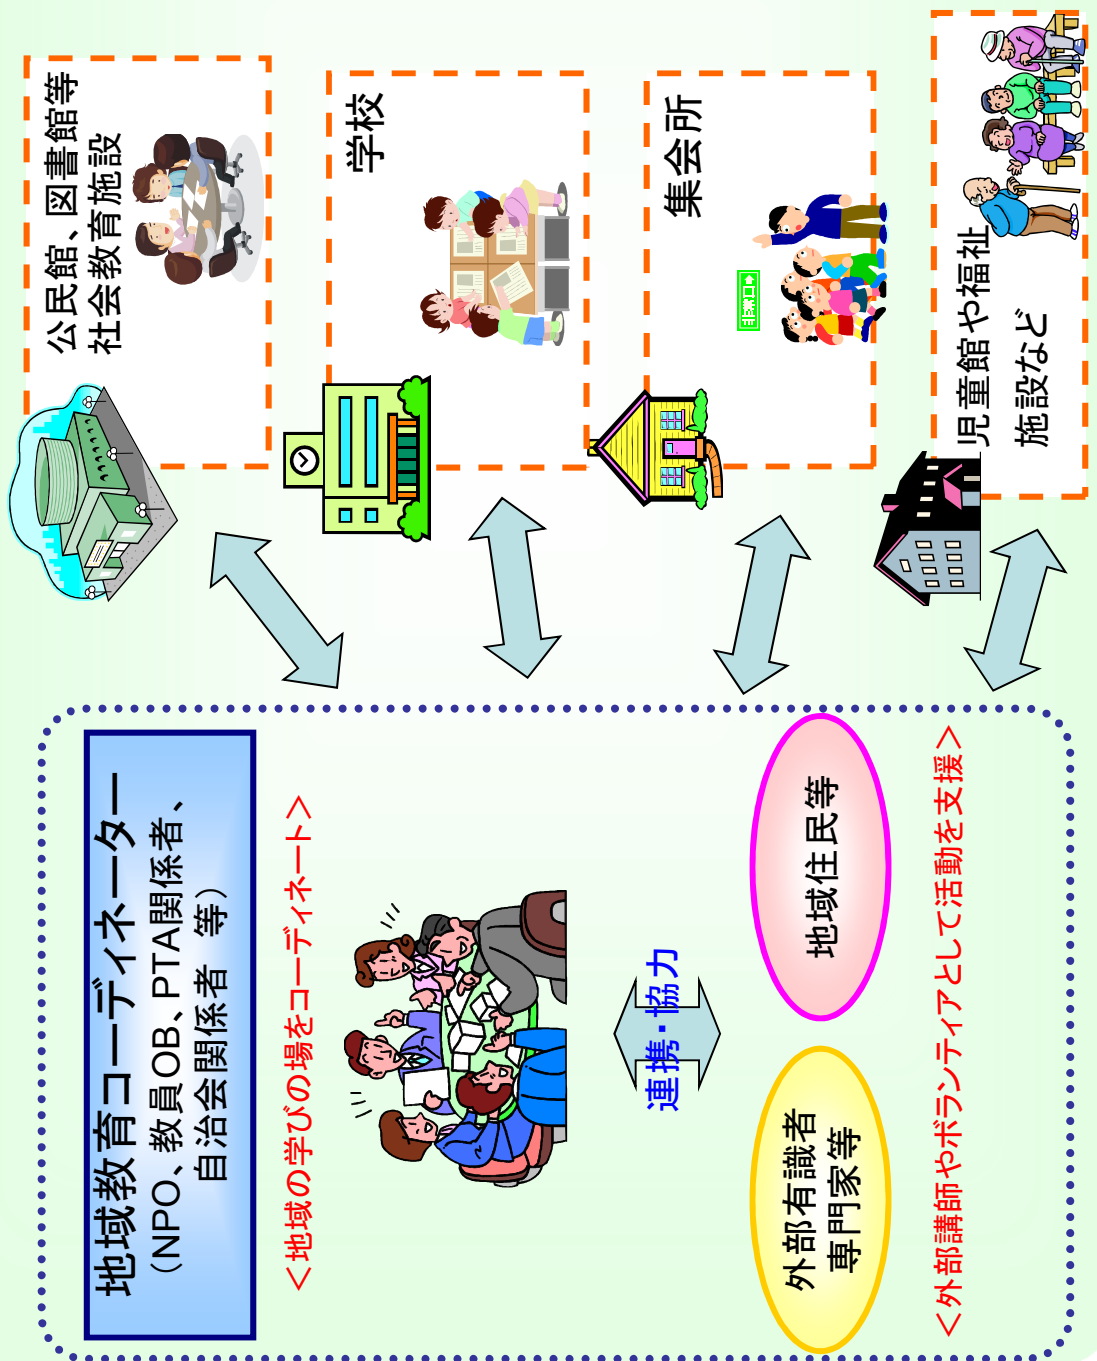 地域教育コーディネーター
（NPO、教員OB、PTA関係者、
自治会関係者　等）
＜地域の学びの場をコーディネート＞
連携・協力
外部有識者
専門家等
地域住民等
＜外部講師やボランティアとして活動を支援＞
公民館、図書館等
社会教育施設
学校
集会所
非常口
児童館や福祉
施設など